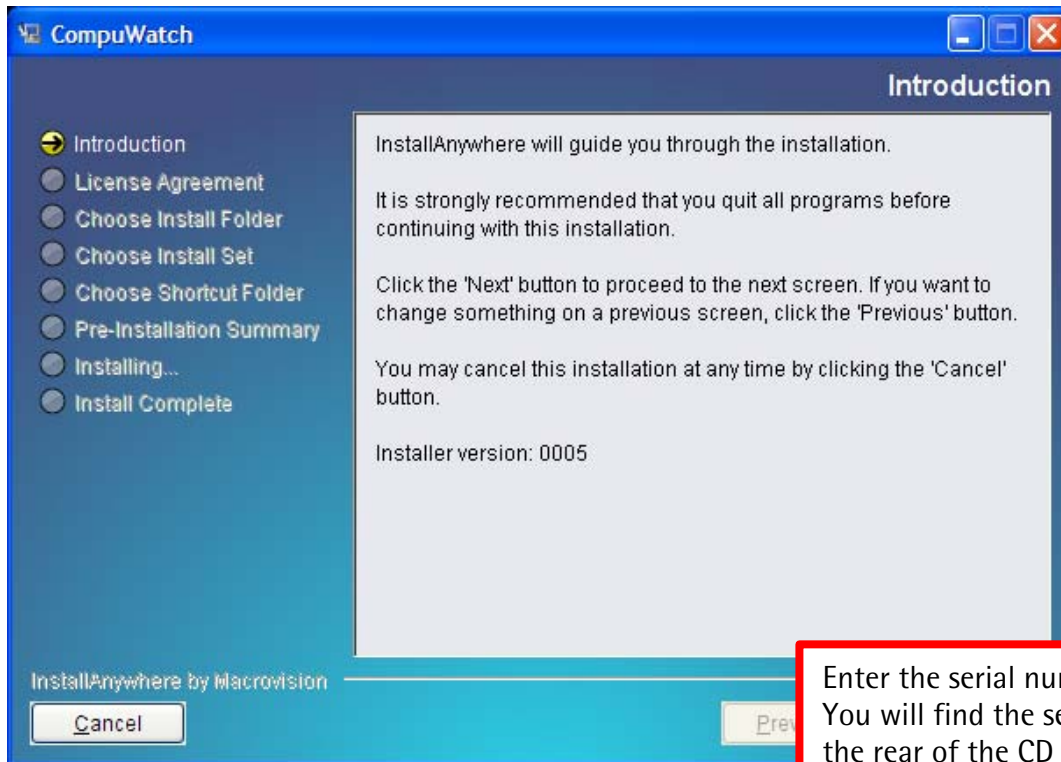 CompuWatch
Introduction
Introduction
License Agreement
Choose Install Folder
Choose Install Set
Choose Shortcut Folder
Pre-Installation Summary
Installing...
Install Complete
InstallAnywhere will guide you through the installation.
It is strongly recommended that you quit all programs before
continuing with this installation.
Click the 'Next' button to proceed to the next screen. If you want to
change something on a previous screen, click the 'Previous' button.
You may cancel this installation at any time by clicking the 'Cancel'
button.
Installer version: 0005
InstallAnywhere by Macrovision
Cancel
Enter the serial
You will find the
the rear of the CD